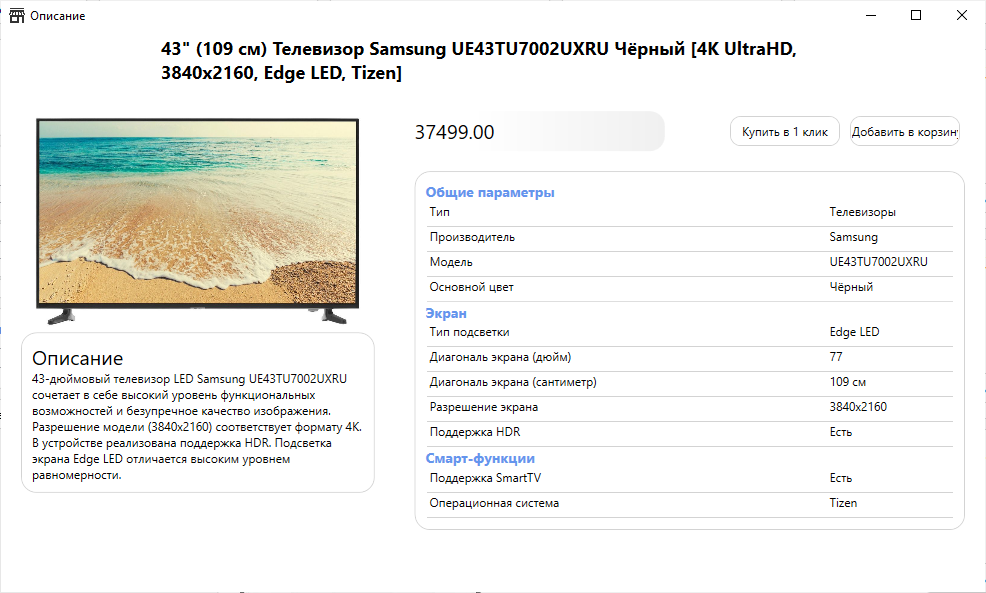 Описание
43" (109 см) Телевизор Samsung UE43TU7002UXRU Чёрный [4K UltraHD,
3840x2160, Edge LED, Tizen]
37499.00
Купить в 1 клик
Добавить в корзин
Общие параметры
Тип Телевизоры
Производитель Samsung
Модель UE43TU7002UXRU
Основной цвет Чёрный
Экран
Тип подсветки Edge LED
Диагональ экрана (дюйм) 77
Диагональ экрана (сантиметр) 109 см
Разрешение экрана 3840x2160
Поддержка HDR Есть
Смарт-функции
Поддержка SmartTV Есть
Операционная система Tizen
Описание
43-дюймовый телевизор LED Samsung UE43TU7002UXRU
сочетает в себе высокий уровень функциональных
возможностей и безупречное качество изображения.
Разрешение модели (3840x2160) соответствует формату 4K.
В устройстве реализована поддержка HDR. Подсветка
экрана Edge LED отличается высоким уровнем
равномерности.